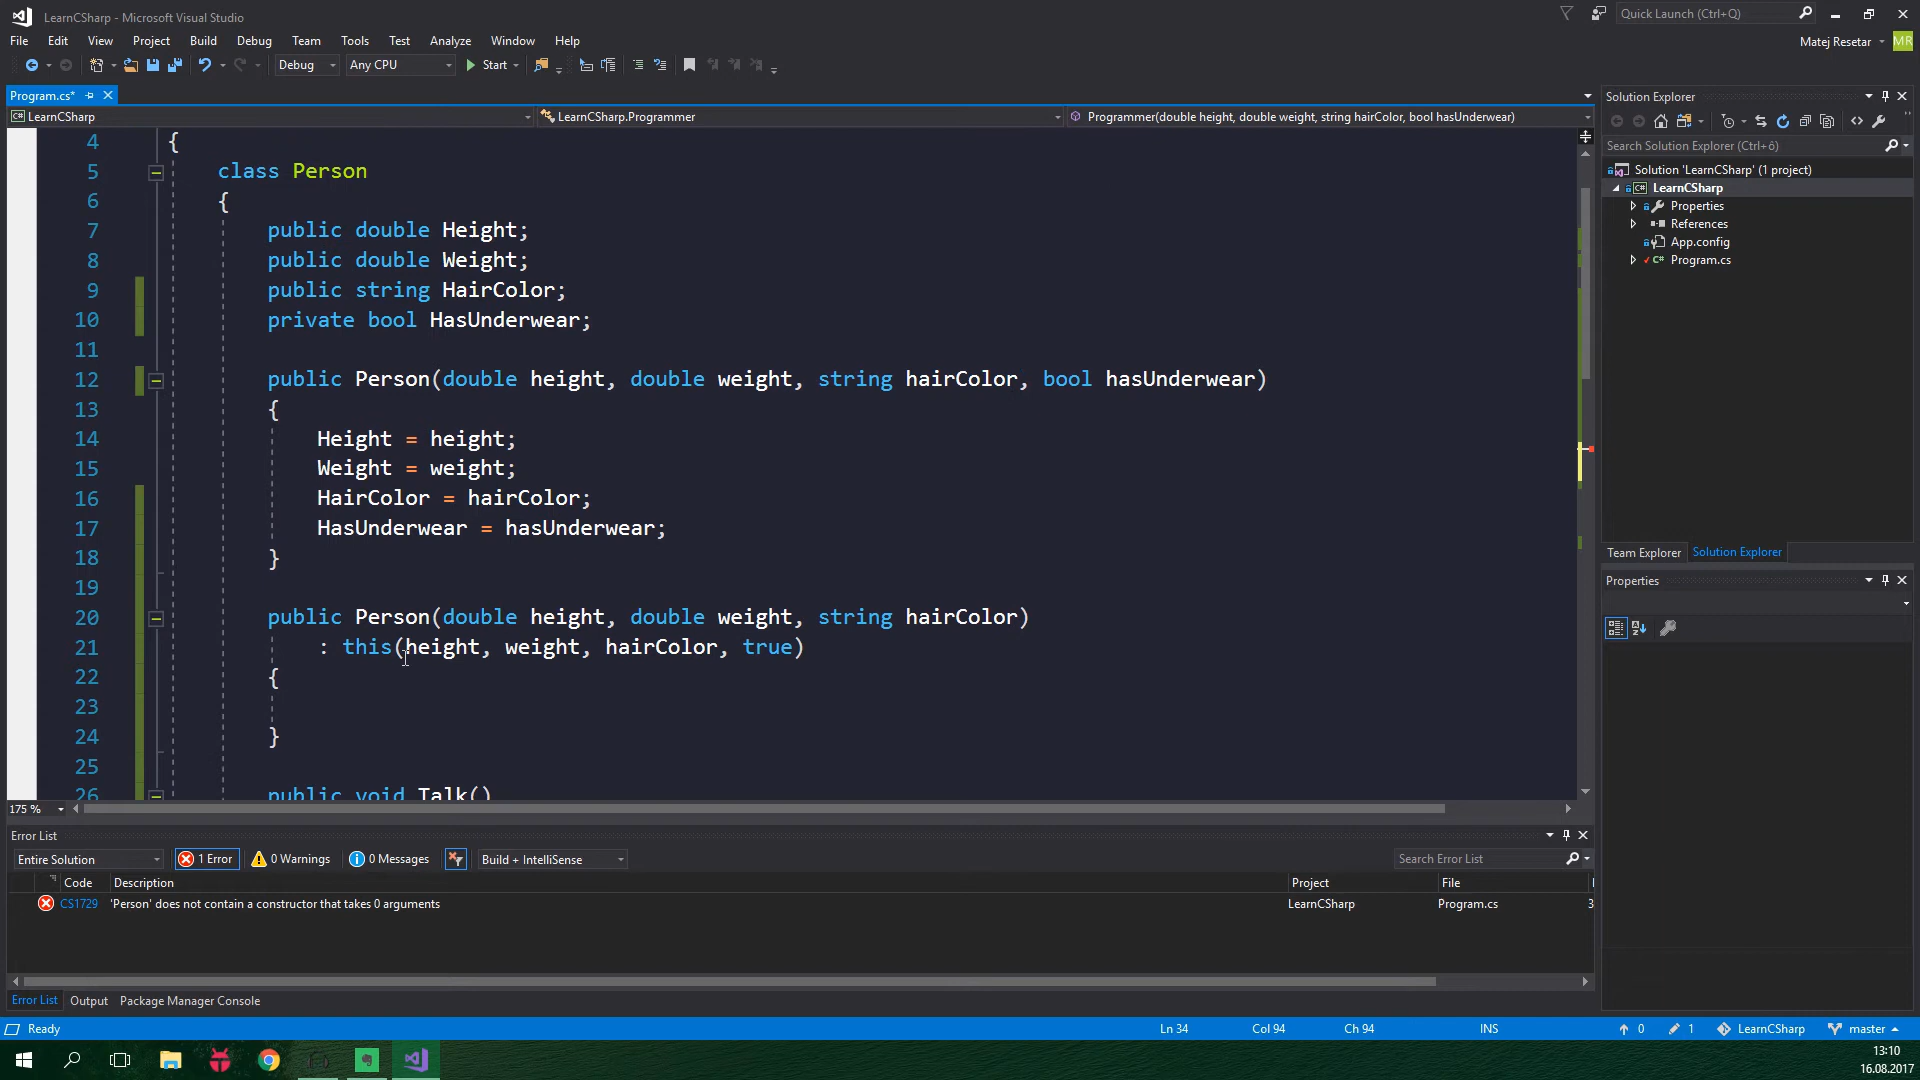 LearnCSharp - Microsoft Visual Studio
Quick Launch (Ctrl+Q)
File Edit View Project Build Debug Team Tools Test Analyze Window Help
Matej Resetar MR
Debug Any CPU Start
Program.cs*
LearnCSharp LearnCSharp.Programmer Programmer(double height, double weight, string hairColor, bool hasUnderwear)
4 {
5 class Person
6 {
7 public double Height;
8 public double Weight;
9 public string HairColor;
10 private bool HasUnderwear;
11
12 public Person(double height, double weight, string hairColor, bool hasUnderwear)
13 {
14 Height = height;
15 Weight = weight;
16 HairColor = hairColor;
17 HasUnderwear = hasUnderwear;
18 }
19
20 public Person(double height, double weight, string hairColor)
21 : this(height, weight, hairColor, true)
22 {
23
24 }
25
26 public void Talk()
175 %
Solution Explorer
Search Solution Explorer (Ctrl+ó)
Solution 'LearnCSharp' (1 project)
LearnCSharp
Properties
References
App.config
Program.cs
Team Explorer Solution Explorer
Properties
Error List
Entire Solution 1 Error 0 Warnings 0 Messages Build + IntelliSense Search Error List
Code Description Project File
CS1729 'Person' does not contain a constructor that takes 0 arguments LearnCSharp Program.cs 3
Error List Output Package Manager Console
Ready Ln 34 Col 94 Ch 94 INS 0 1 LearnCSharp master
13:10
16.08.2017